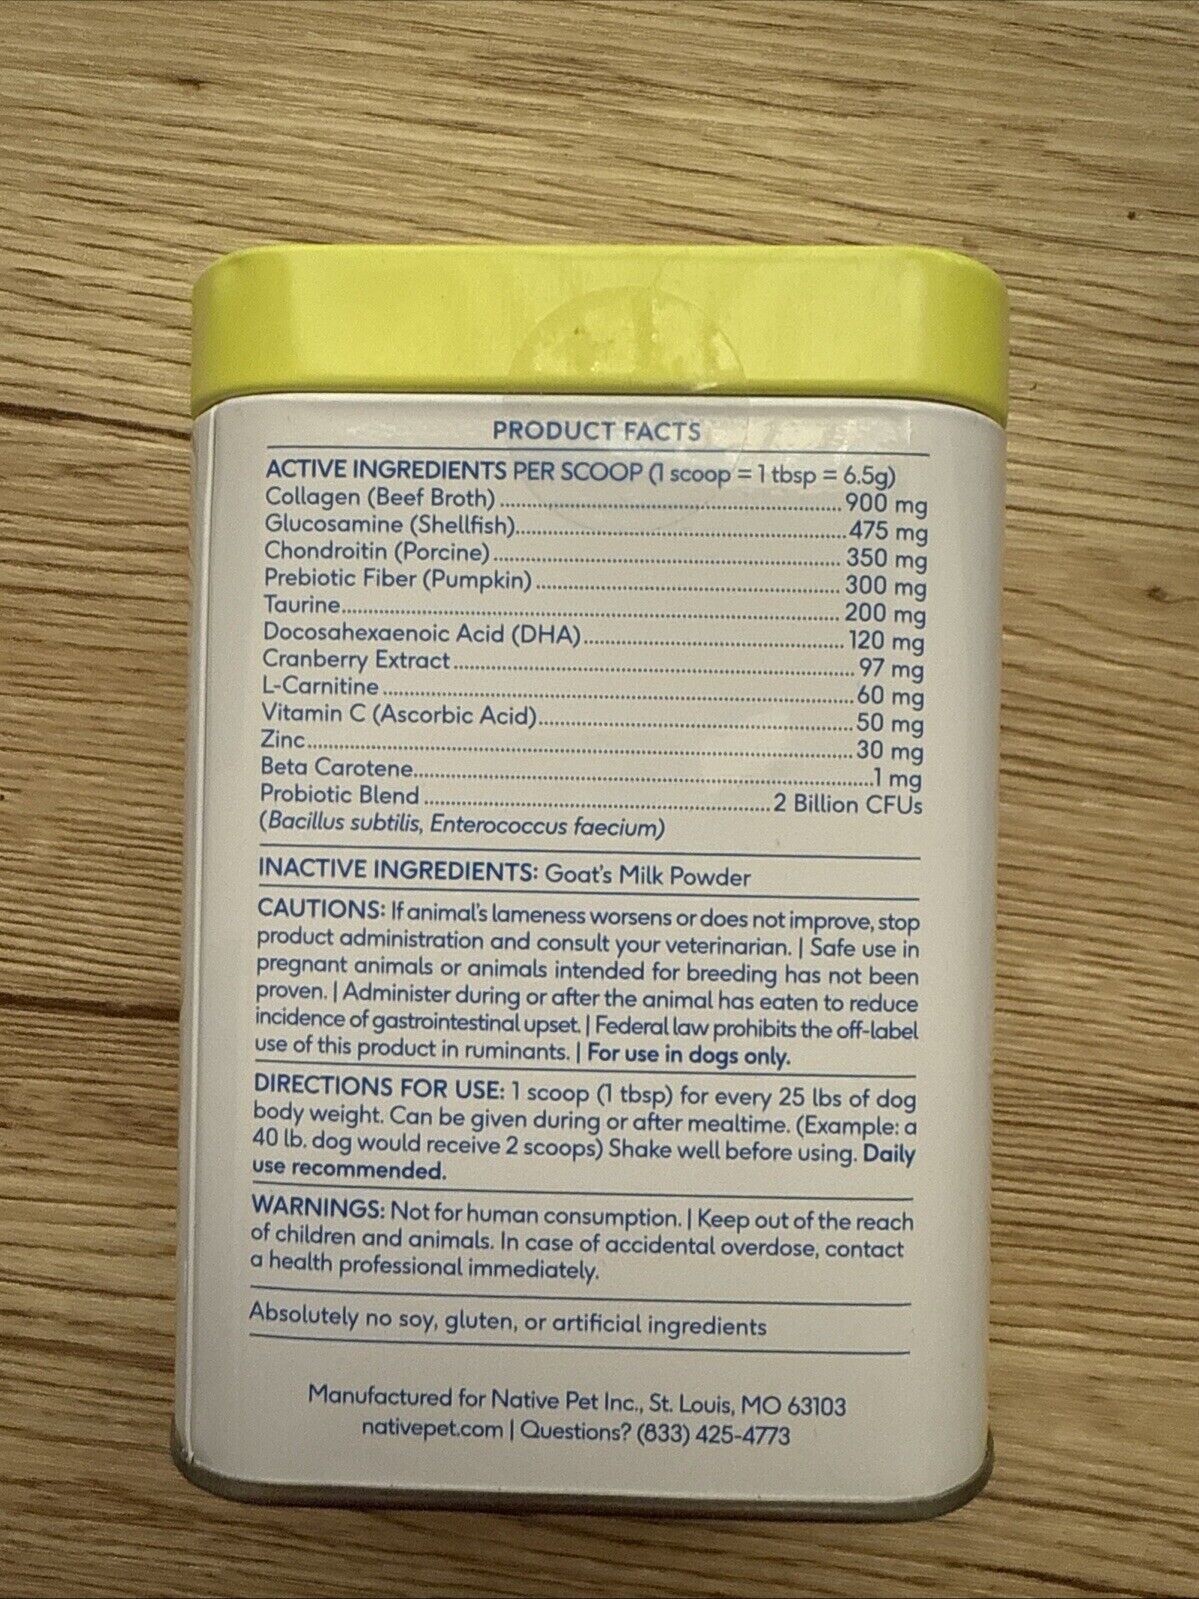 PRODUCT FACTS
ACTIVE INGREDIENTS PER SCOOP (1 scoop = 1 tbsp = 6.5g)
Collagen (Beef Broth) ........ 900 mg
Glucosamine (Shellfish)........ 475 mg
Chondroitin (Porcine) ........ 350 mg
Prebiotic Fiber (Pumpkin) ........ 300 mg
Taurine........ 200 mg
Docosahexaenoic Acid (DHA)........ 120 mg
Cranberry Extract ........ 97 mg
L-Carnitine ........ 60 mg
Vitamin C (Ascorbic Acid)........ 50 mg
Zinc........ 30 mg
Beta Carotene........ 1 mg
Probiotic Blend ........ 2 Billion CFUs
(Bacillus subtilis, Enterococcus faecium)
INACTIVE INGREDIENTS: Goat's Milk Powder
CAUTIONS: If animal's lameness worsens or does not improve, stop
product administration and consult your veterinarian. | Safe use in
pregnant animals or animals intended for breeding has not been
proven. | Administer during or after the animal has eaten to reduce
incidence of gastrointestinal upset. | Federal law prohibits the off-label
use of this product in ruminants. | For use in dogs only.
DIRECTIONS FOR USE: 1 scoop (1 tbsp) for every 25 lbs of dog
body weight. Can be given during or after mealtime. (Example: a
40 lb. dog would receive 2 scoops) Shake well before using. Daily
use recommended.
WARNINGS: Not for human consumption. | Keep out of the reach
of children and animals. In case of accidental overdose, contact
a health professional immediately.
Absolutely no soy, gluten, or artificial ingredients
Manufactured for Native Pet Inc., St. Louis, MO 63103
nativepet.com | Questions? (833) 425-4773